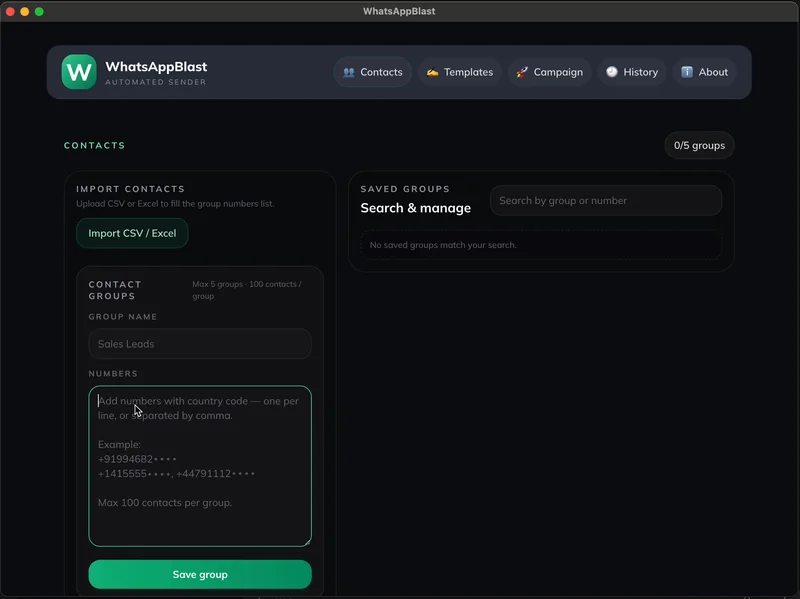 WhatsAppBlast
W
WhatsAppBlast
AUTOMATED SENDER
Contacts
Templates
Campaign
History
About
CONTACTS
0/5 groups
IMPORT CONTACTS
Upload CSV or Excel to fill the group numbers list.
Import CSV / Excel
CONTACT
GROUPS
Max 5 groups · 100 contacts /
group
GROUP NAME
Sales Leads
NUMBERS
Add numbers with country code — one per
line, or separated by comma.
Example:
+91994682••••
+1415555••••, +44791112••••
Max 100 contacts per group.
Save group
SAVED GROUPS
Search & manage
Search by group or number
No saved groups match your search.